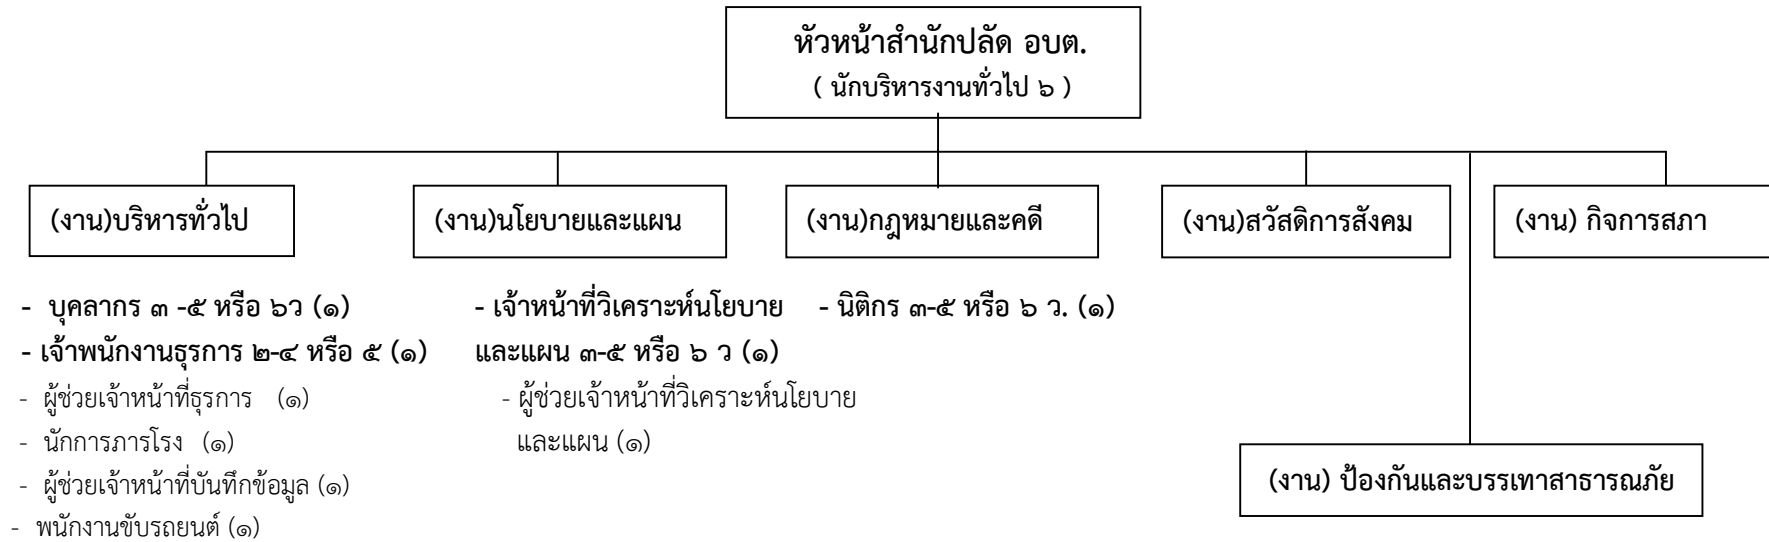 หัวหน้าสำนักปลัด อบต.
( นักบริหารงานทั่วไป ๖ )
(งาน)บริหารทั่วไป
(งาน)นโยบายและแผน
(งาน)กฎหมายและคดี
(งาน)สวัสดิการสังคม
(งาน) กิจการสภา
- บุคลากร ๓ -๕ หรือ ๖ว (๑)
- เจ้าพนักงานธุรการ ๒-๔ หรือ ๕ (๑)
- ผู้ช่วยเจ้าหน้าที่ธุรการ (๑)
- นักการภารโรง (๑)
- ผู้ช่วยเจ้าหน้าที่บันทึกข้อมูล (๑)
- พนักงานขับรถยนต์ (๑)
- เจ้าหน้าที่วิเคราะห์นโยบาย
และแผน ๓-๕ หรือ ๖ ว (๑)
- ผู้ช่วยเจ้าหน้าที่วิเคราะห์นโยบาย
และแผน (๑)
- นิติกร ๓-๕ หรือ ๖ ว. (๑)
(งาน) ป้องกันและบรรเทาสาธารณภัย